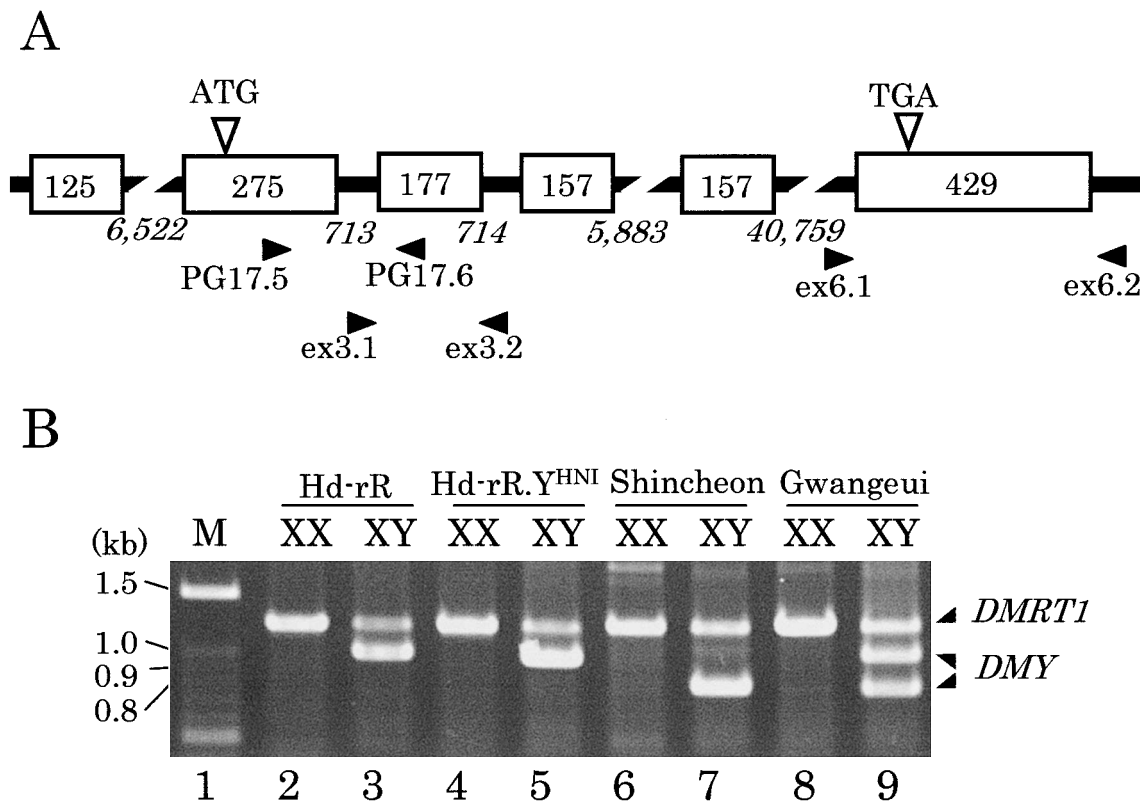 A
ATG
TGA
125
275
177
157
157
429
6,522
713
714
5,883
40,759
PG17.5
PG17.6
ex6.1
ex6.2
ex3.1
ex3.2
B
Hd-rR
Hd-rR.Yᴴᴺᴵ
Shincheon
Gwangeui
(kb)
M
XX
XY
XX
XY
XX
XY
XX
XY
1.5
1.0
0.9
0.8
DMRT1
DMY
1
2
3
4
5
6
7
8
9